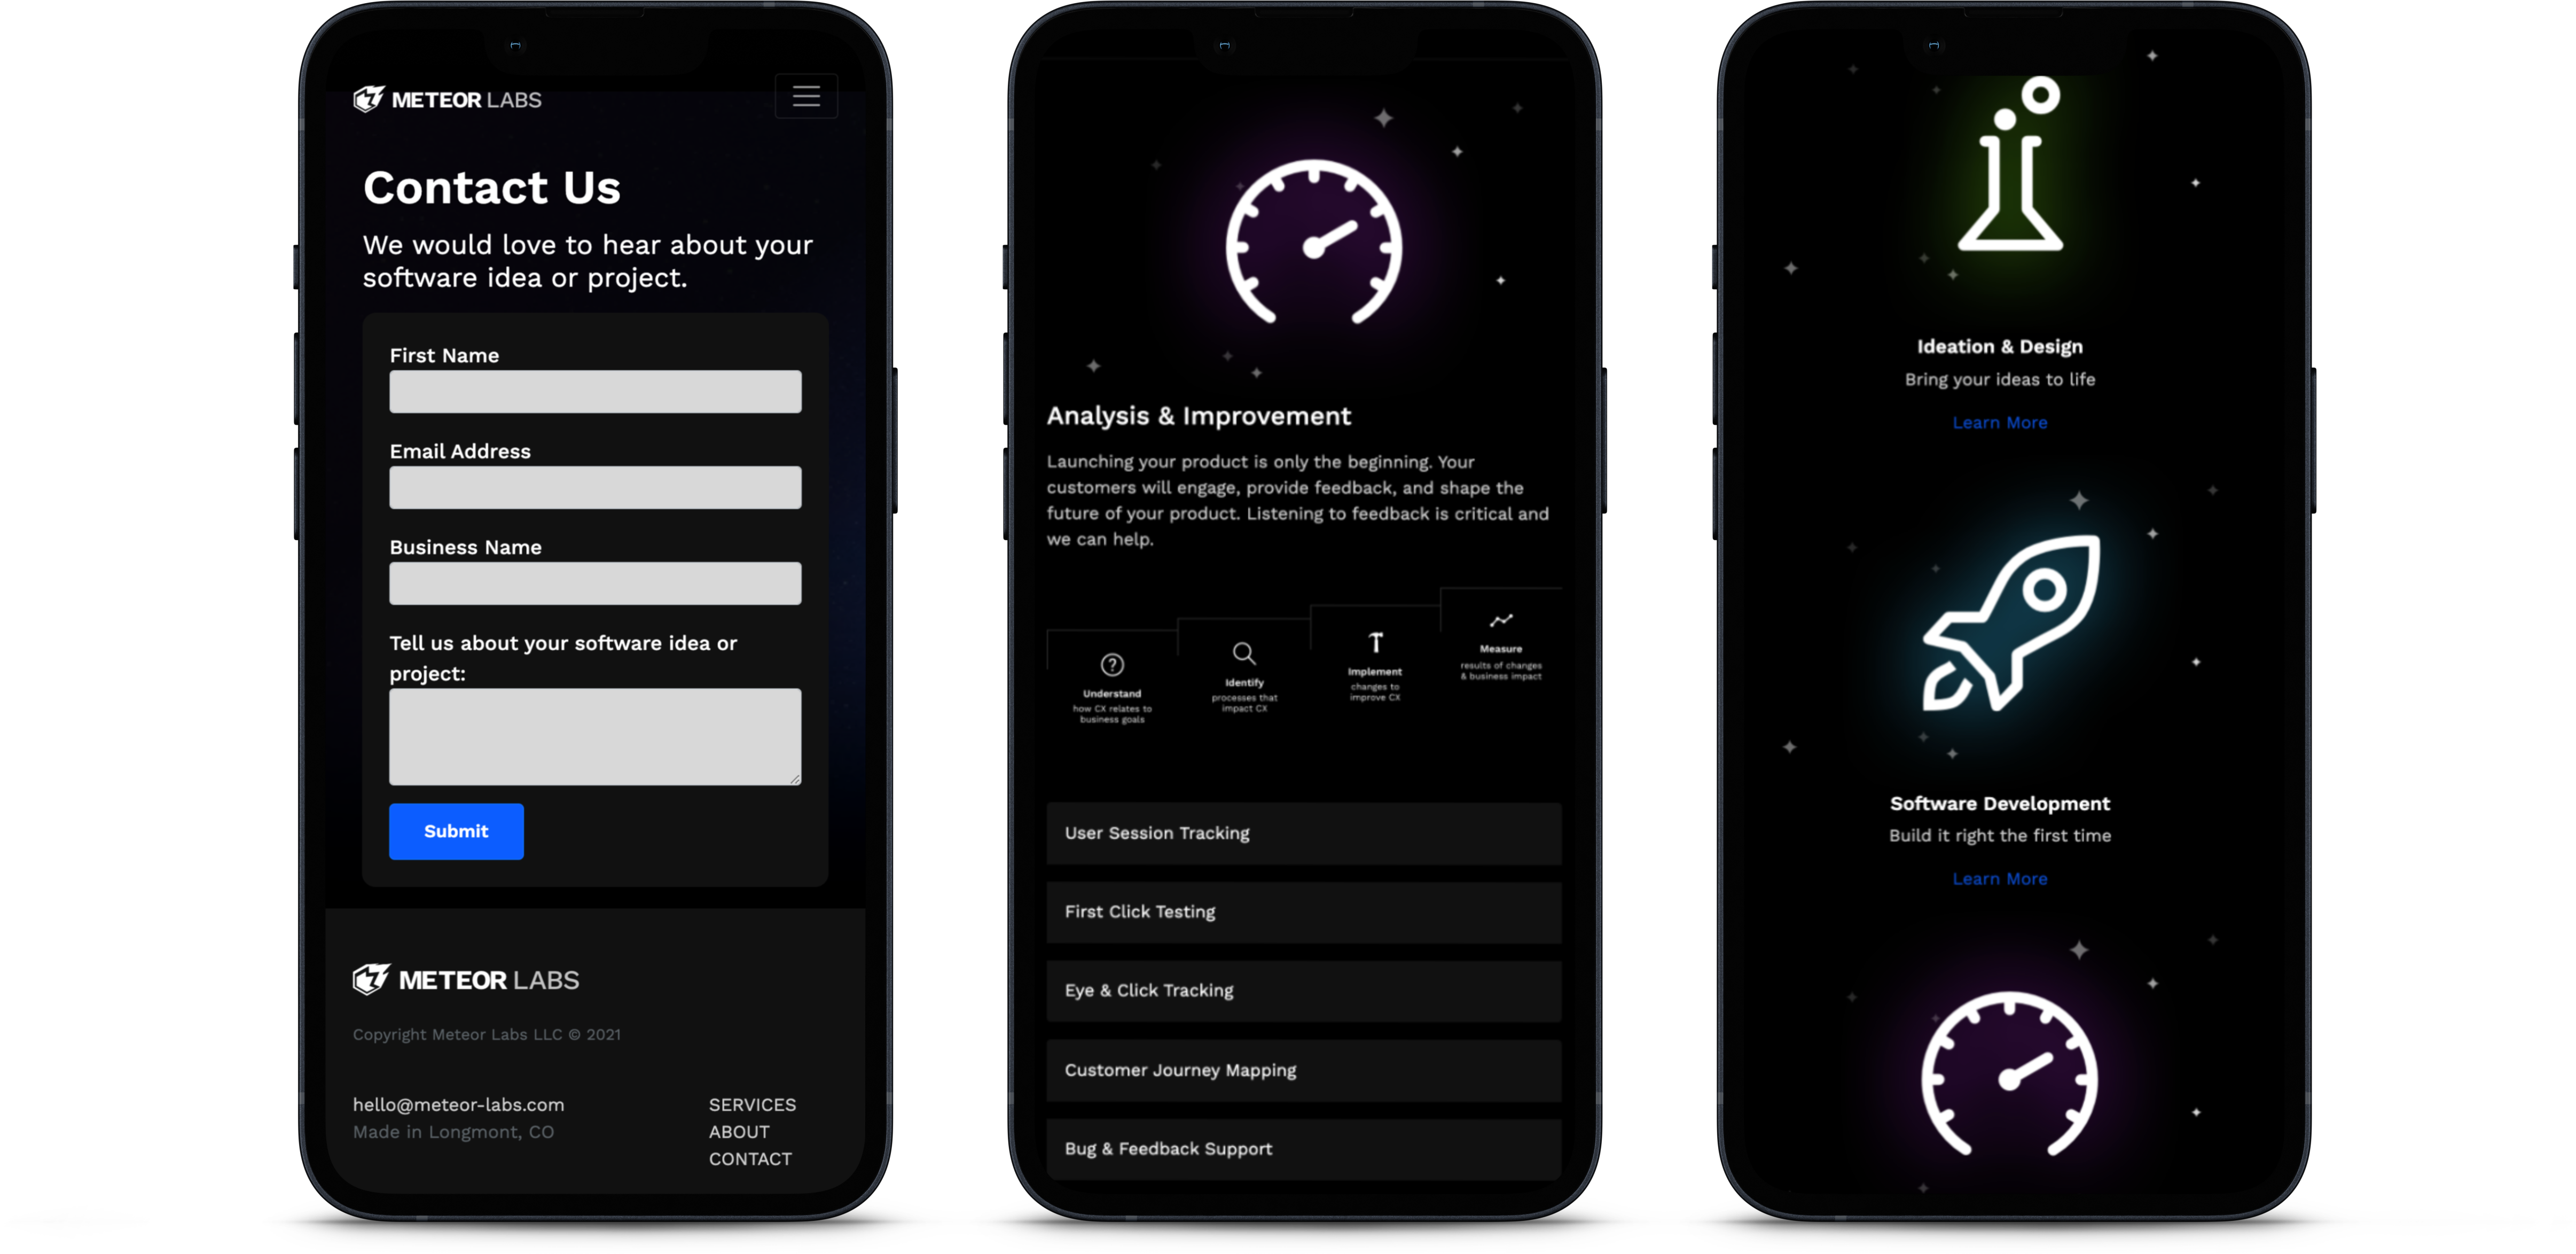 METEOR LABS
Contact Us
We would love to hear about your
software idea or project.
First Name
Email Address
Business Name
Tell us about your software idea or
project:
Submit
METEOR LABS
Copyright Meteor Labs LLC © 2021
hello@meteor-labs.com
Made in Longmont, CO
SERVICES
ABOUT
CONTACT
Analysis & Improvement
Launching your product is only the beginning. Your
customers will engage, provide feedback, and shape the
future of your product. Listening to feedback is critical and
we can help.
Understand
how CX relates to
business goals
Identify
processes that
impact CX
Implement
changes to
improve CX
Measure
results of changes
& business impact
User Session Tracking
First Click Testing
Eye & Click Tracking
Customer Journey Mapping
Bug & Feedback Support
Ideation & Design
Bring your ideas to life
Learn More
Software Development
Build it right the first time
Learn More